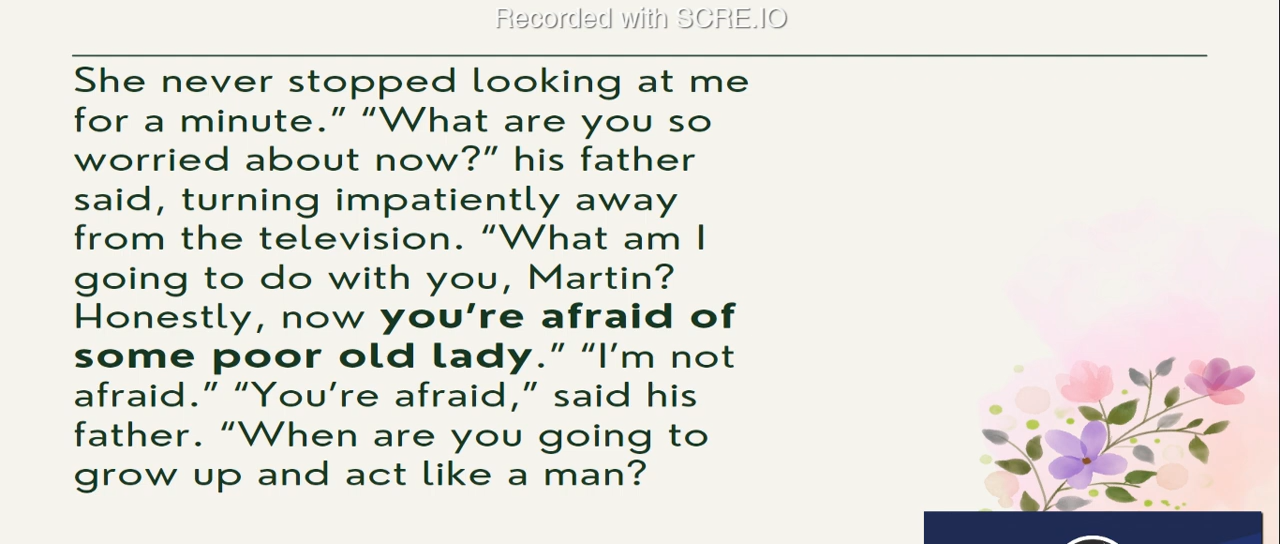 Recorded with SCRE.IO
She never stopped looking at me
for a minute.” “What are you so
worried about now?” his father
said, turning impatiently away
from the television. “What am I
going to do with you, Martin?
Honestly, now you’re afraid of
some poor old lady.” “I’m not
afraid.” “You’re afraid,” said his
father. “When are you going to
grow up and act like a man?